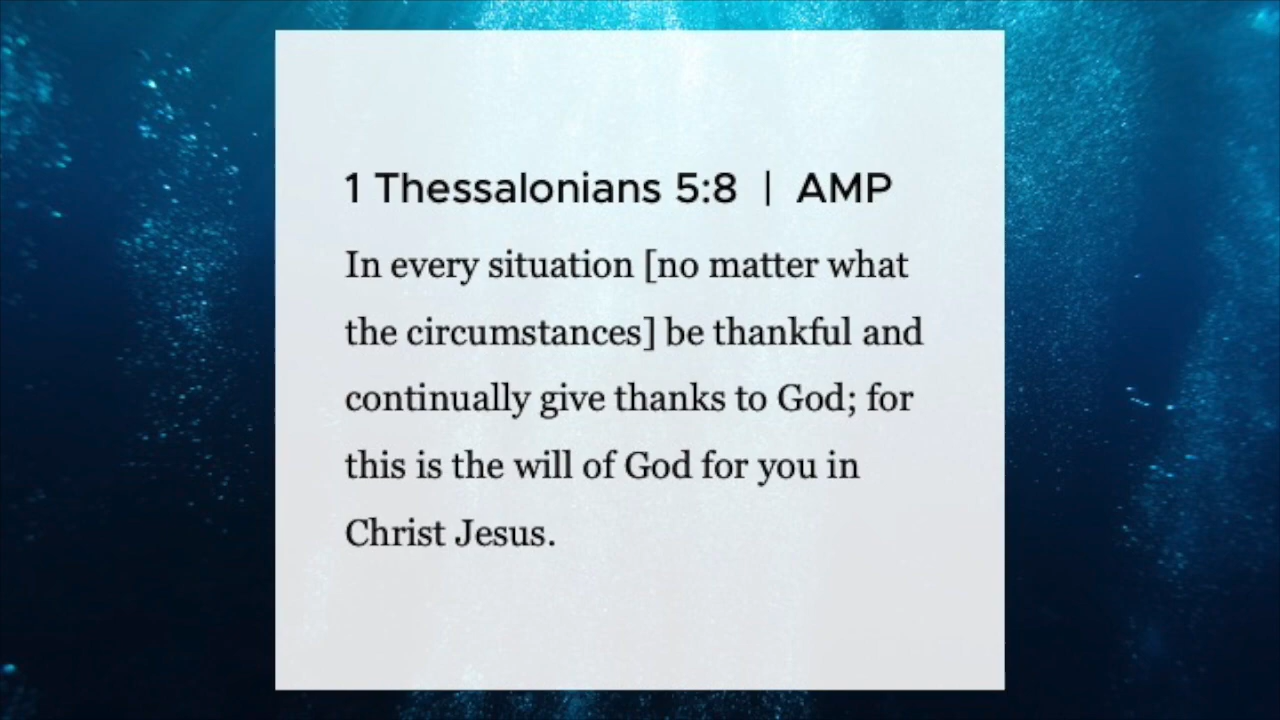 1 Thessalonians 5:8 | AMP
In every situation [no matter what
the circumstances] be thankful and
continually give thanks to God; for
this is the will of God for you in
Christ Jesus.